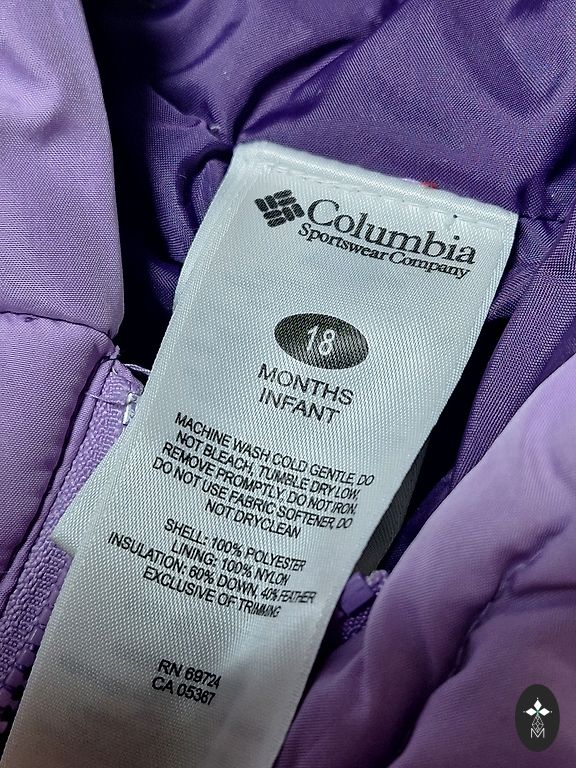 Columbia
Sportswear Company
18
MONTHS
INFANT
MACHINE WASH COLD GENTLE, DO
NOT BLEACH, TUMBLE DRY LOW.
REMOVE PROMPTLY, DO NOT IRON.
DO NOT USE FABRIC SOFTENER, DO
NOT DRYCLEAN
SHELL: 100% POLYESTER
LINING: 100% NYLON
INSULATION: 60% DOWN, 40% FEATHER
EXCLUSIVE OF TRIMMING
RN 69724
CA 05367
M